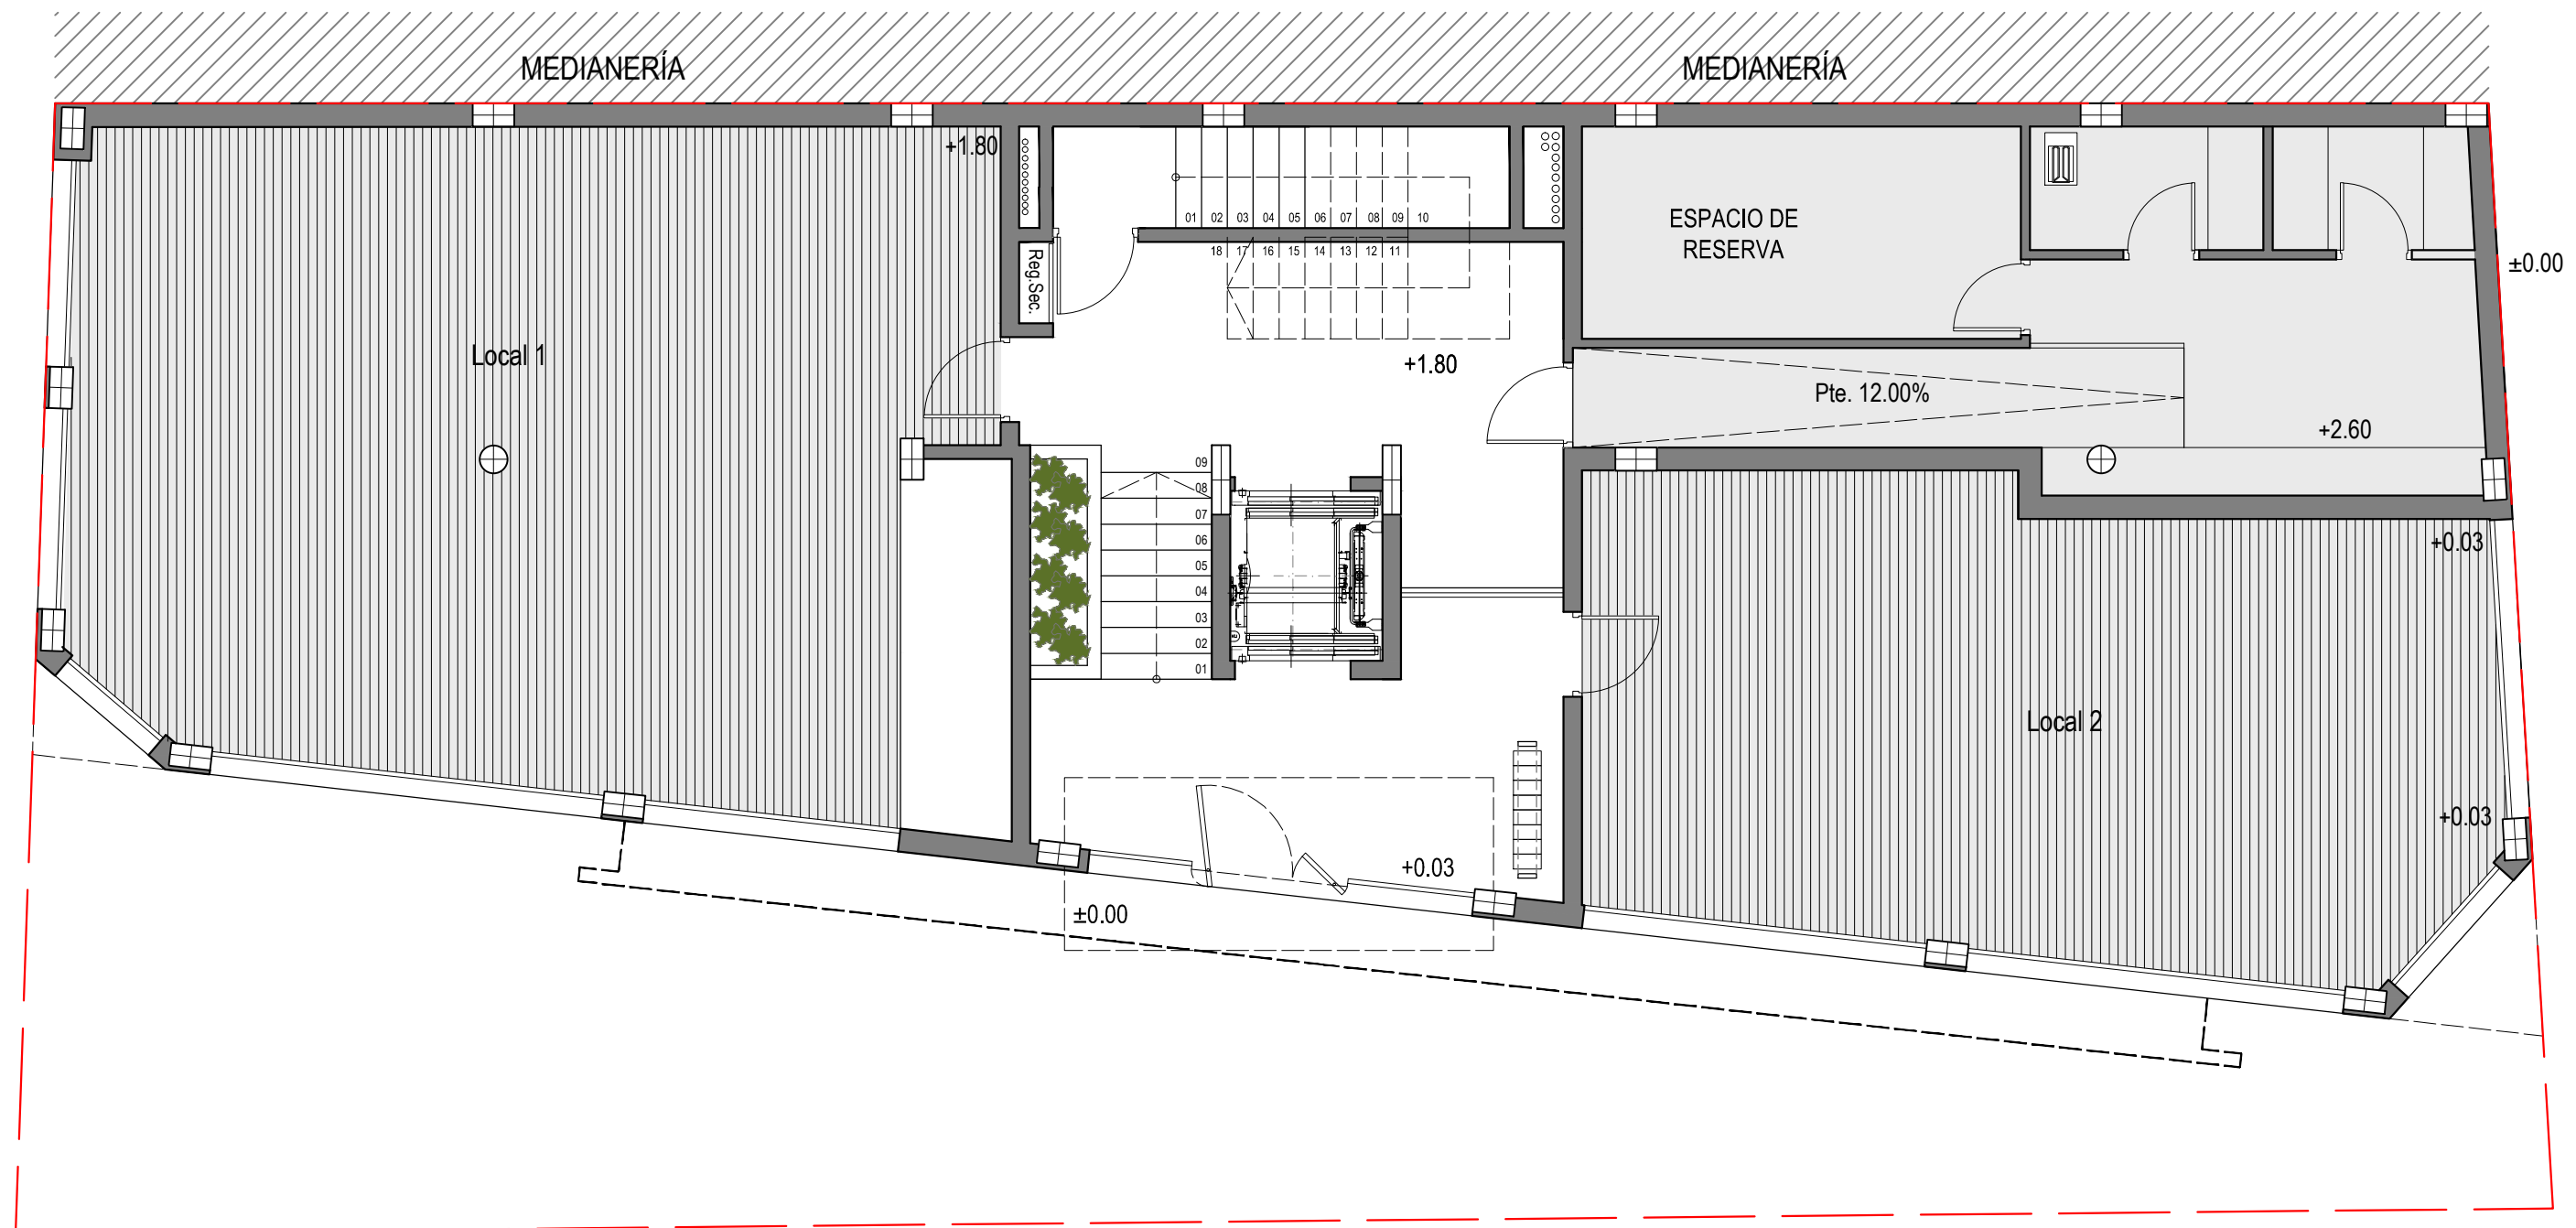 MEDIANERÍA
MEDIANERÍA
+1.80
01 02 03 04 05 06 07 08 09 10
18 17 16 15 14 13 12 11
Reg.Sec.
ESPACIO DE
RESERVA
±0.00
Local 1
+1.80
Pte. 12.00%
+2.60
09
08
07
06
05
04
03
02
01
+0.03
Local 2
+0.03
+0.03
±0.00